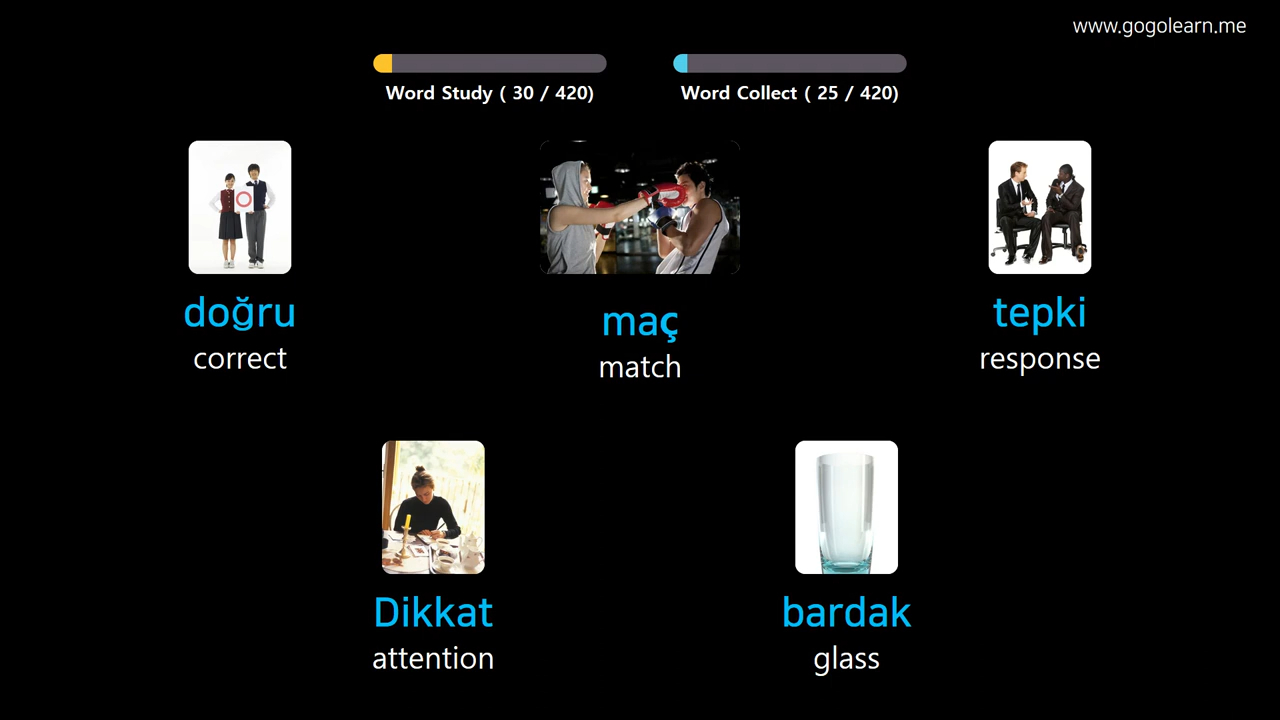 www.gogolearn.me
Word Study ( 30 / 420)
Word Collect ( 25 / 420)
doğru
correct
maç
match
tepki
response
Dikkat
attention
bardak
glass